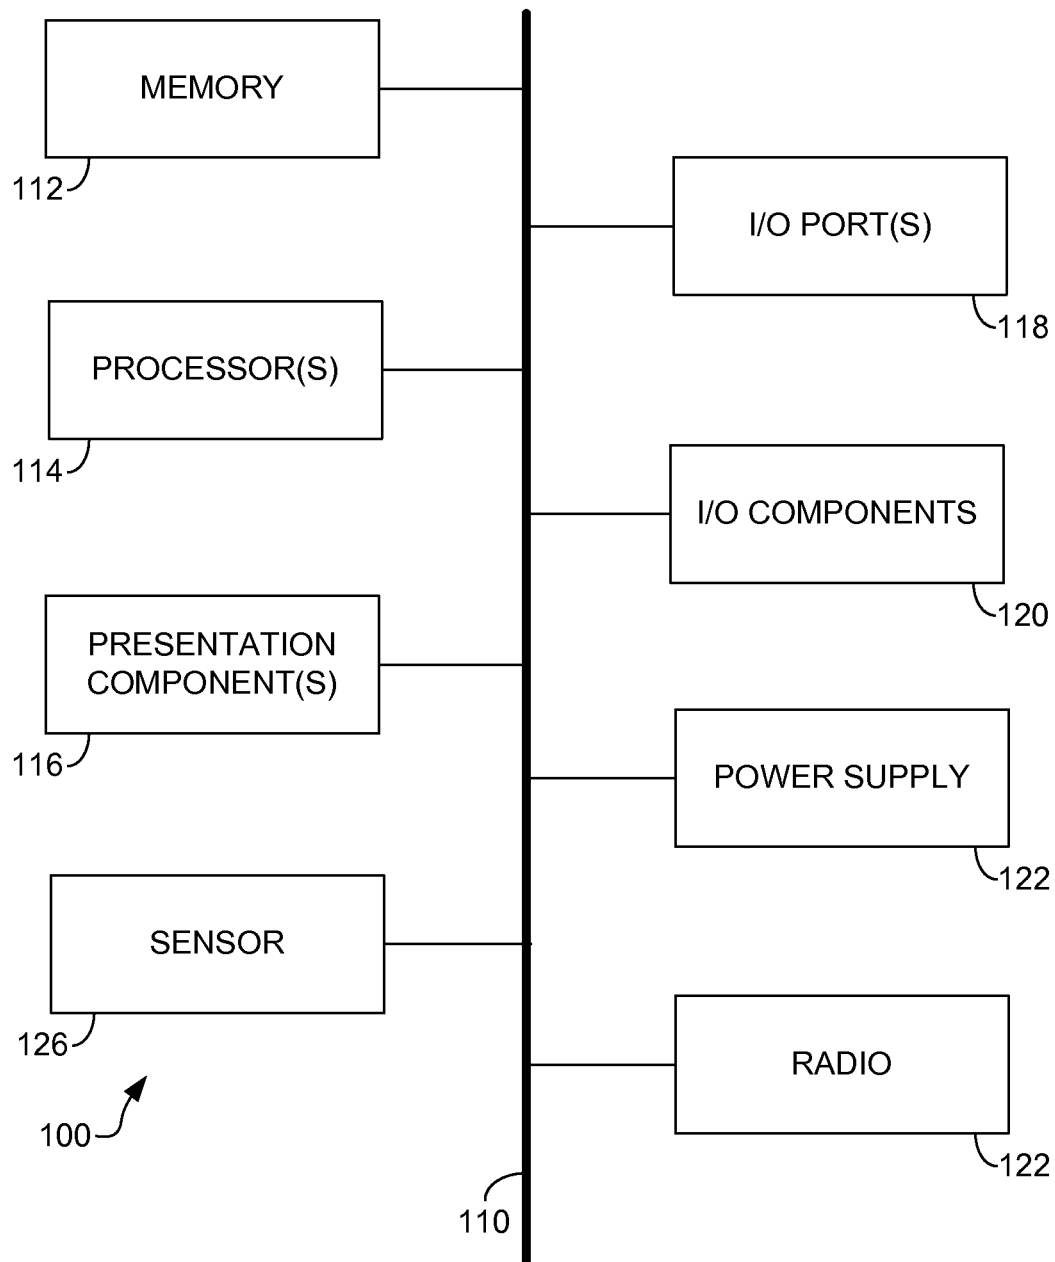 MEMORY
112
I/O PORT(S)
118
PROCESSOR(S)
114
I/O COMPONENTS
120
PRESENTATION
COMPONENT(S)
116
POWER SUPPLY
122
SENSOR
126
RADIO
122
100
110